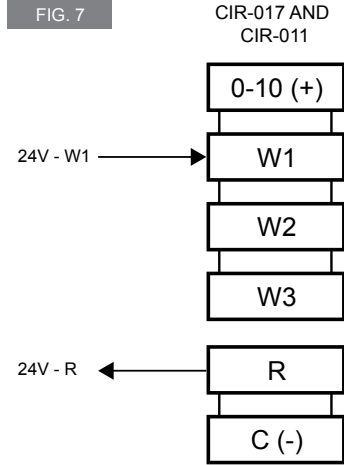 FIG. 7
CIR-017 AND
CIR-011
0-10 (+)
24V - W1
W1
W2
W3
24V - R
R
C (-)